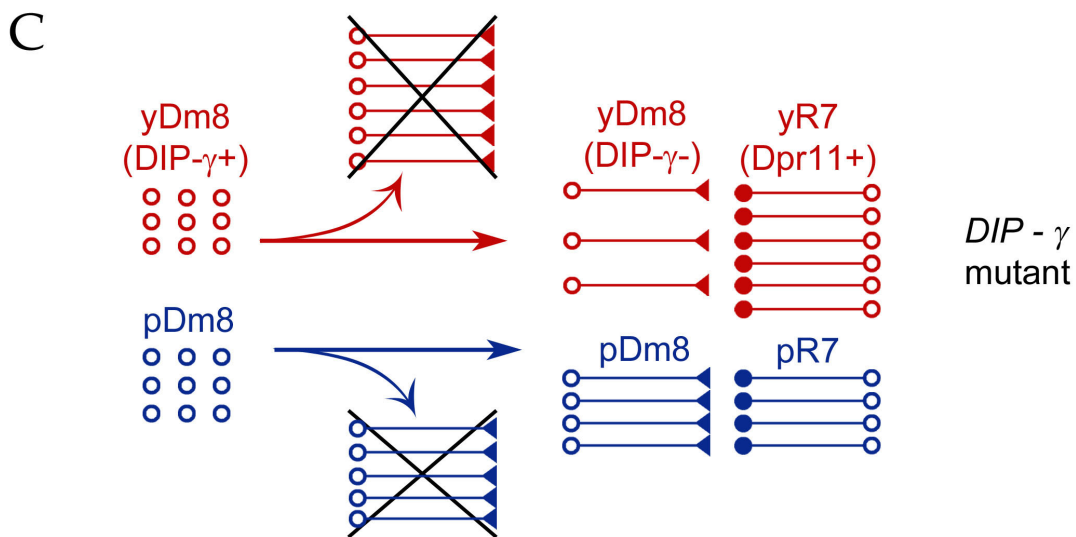 C
yDm8
(DIP-γ+)
yDm8
(DIP-γ-)
yR7
(Dpr11+)
DIP - γ
mutant
pDm8
pDm8
pR7